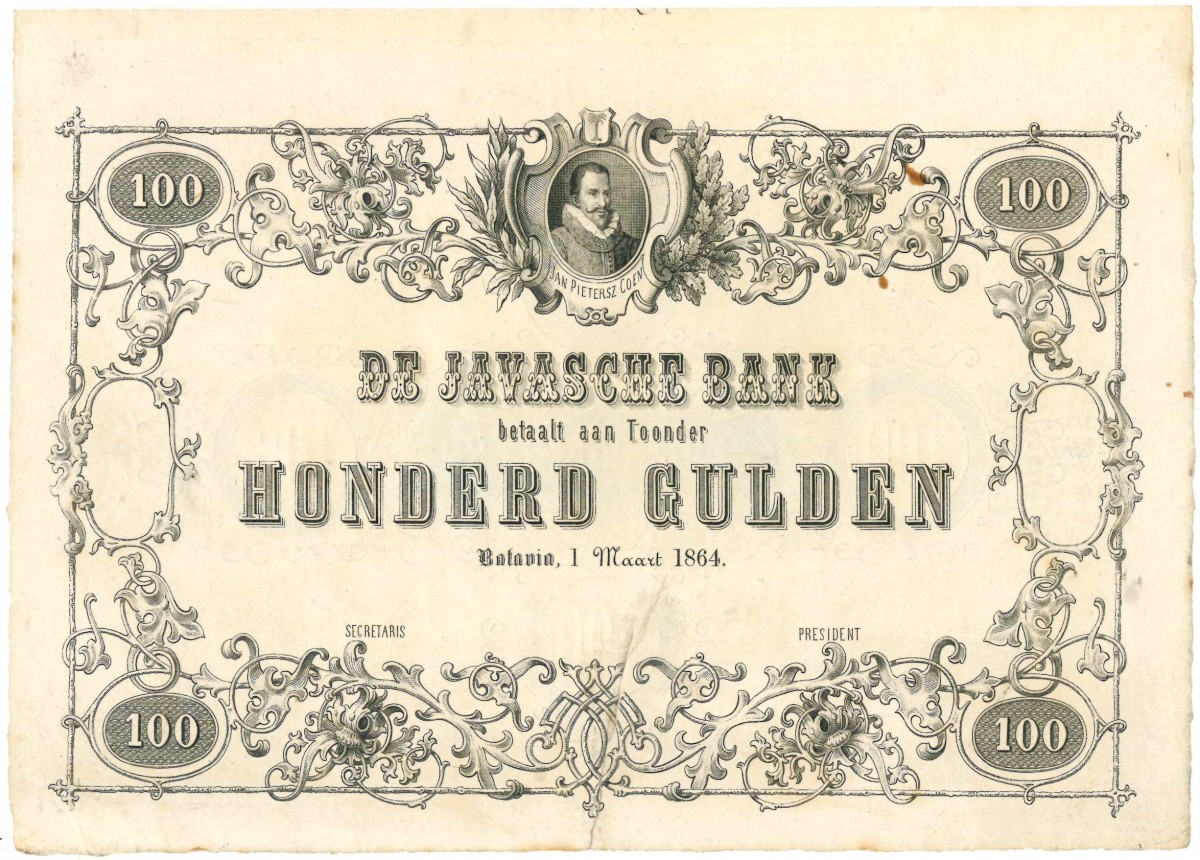 100
100
JAN PIETERSZ COEN
DE JAVASCHE BANK
betaalt aan Toonder
HONDERD GULDEN
Batavia, 1 Maart 1864.
SECRETARIS
PRESIDENT
100
100